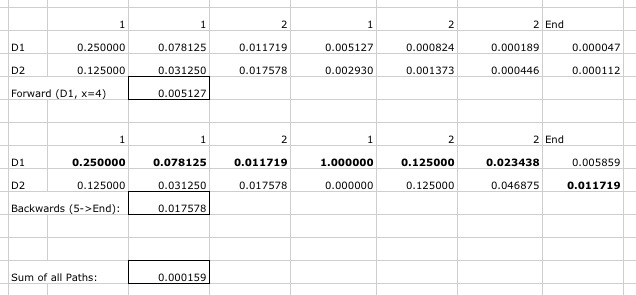 1 1 2 1 2 2 End
D1 0.250000 0.078125 0.011719 0.005127 0.000824 0.000189 0.000047
D2 0.125000 0.031250 0.017578 0.002930 0.001373 0.000446 0.000112
Forward (D1, x=4) 0.005127
1 1 2 1 2 2 End
D1 0.250000 0.078125 0.011719 1.000000 0.125000 0.023438 0.005859
D2 0.125000 0.031250 0.017578 0.000000 0.125000 0.046875 0.011719
Backwards (5->End): 0.017578
Sum of all Paths: 0.000159